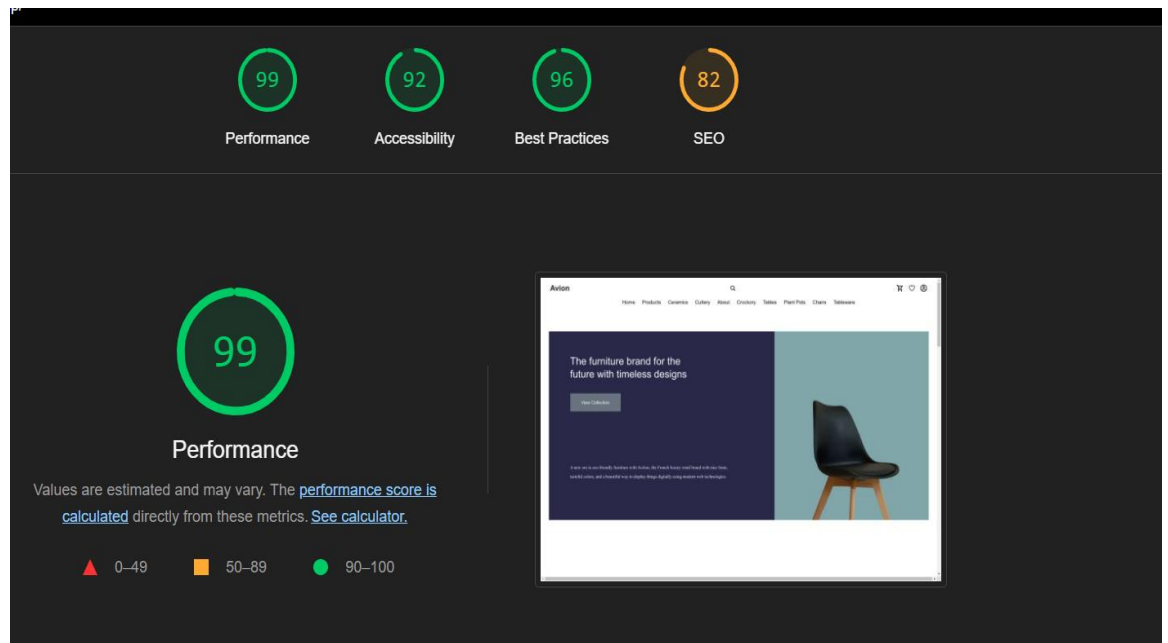 99
92
96
82
Performance
Accessibility
Best Practices
SEO
99
Performance
Values are estimated and may vary. The performance score is
calculated directly from these metrics. See calculator.
0–49
50–89
90–100
Avion
Home Products Ceramics Cutlery About Crockery Tables Plant Pots Chairs Tableware
The furniture brand for the
future with timeless designs
View Collection